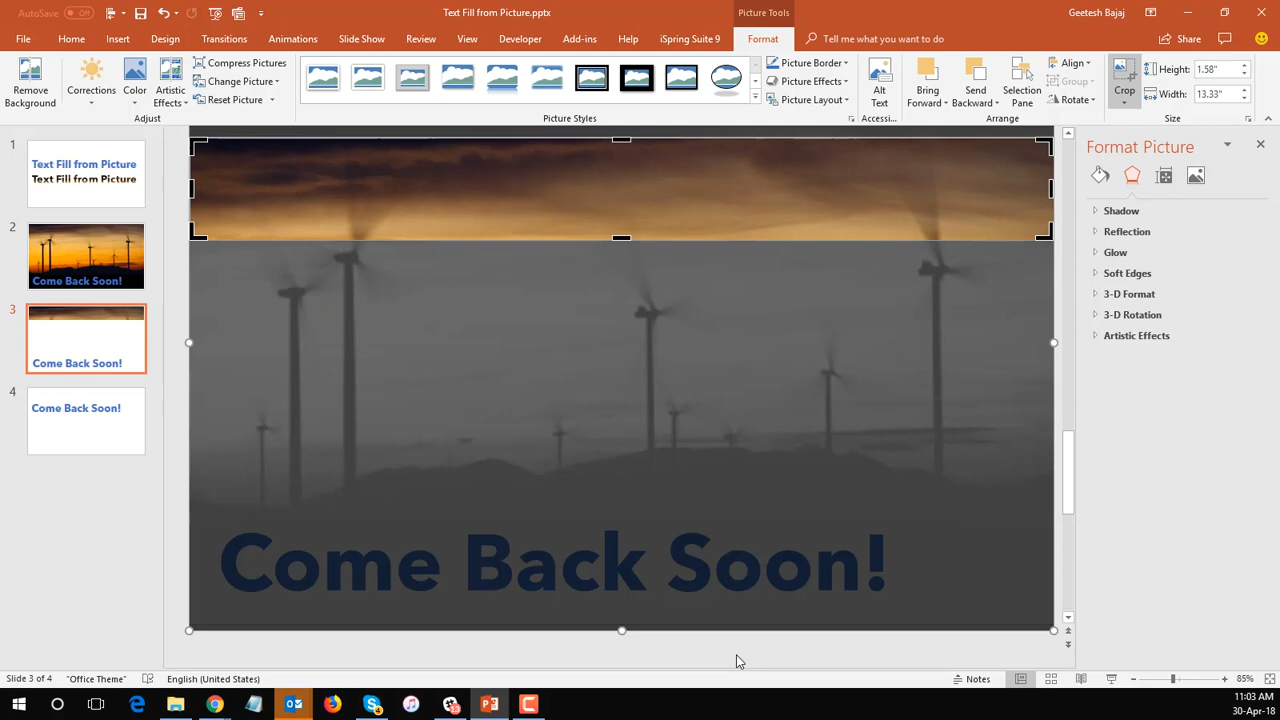 AutoSave Off
Text Fill from Picture.pptx
Picture Tools
Geetesh Bajaj
File Home Insert Design Transitions Animations Slide Show Review View Developer Add-ins Help iSpring Suite 9 Format Tell me what you want to do Share
Remove Background
Corrections
Color
Artistic Effects
Compress Pictures
Change Picture
Reset Picture
Adjust
Picture Styles
Picture Border
Picture Effects
Picture Layout
Alt Text
Accessi...
Bring Forward
Send Backward
Selection Pane
Align
Group
Rotate
Arrange
Crop
Height: 1.58"
Width: 13.33"
Size
1
Text Fill from Picture
Text Fill from Picture
2
Come Back Soon!
3
Come Back Soon!
4
Come Back Soon!
Come Back Soon!
Format Picture
Shadow
Reflection
Glow
Soft Edges
3-D Format
3-D Rotation
Artistic Effects
Slide 3 of 4 "Office Theme" English (United States) Notes 85%
11:03 AM
30-Apr-18